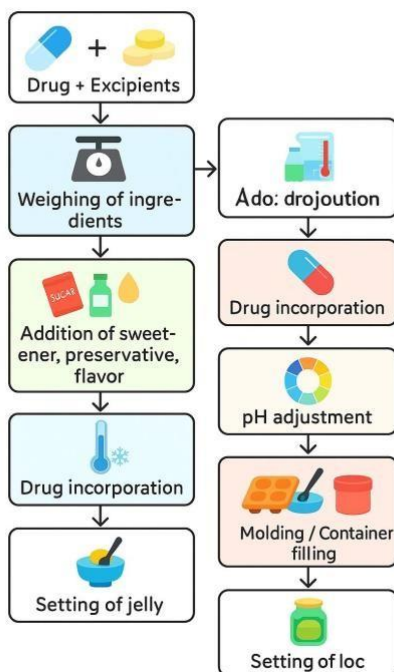 +
Drug + Excipients
Weighing of ingre-
dients
Ado: drojoution
SUCAR
Addition of sweet-
ener, preservative,
flavor
Drug incorporation
pH adjustment
Drug incorporation
Molding / Container
filling
Setting of jelly
Setting of loc